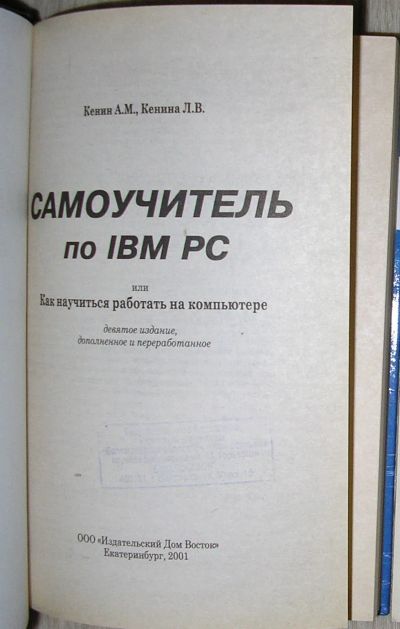 Кенин А.М., Кенина Л.В.
САМОУЧИТЕЛЬ
по IBM PC
или
Как научиться работать на компьютере
девятое издание,
дополненное и переработанное
ООО «Издательский Дом Восток»
Екатеринбург, 2001